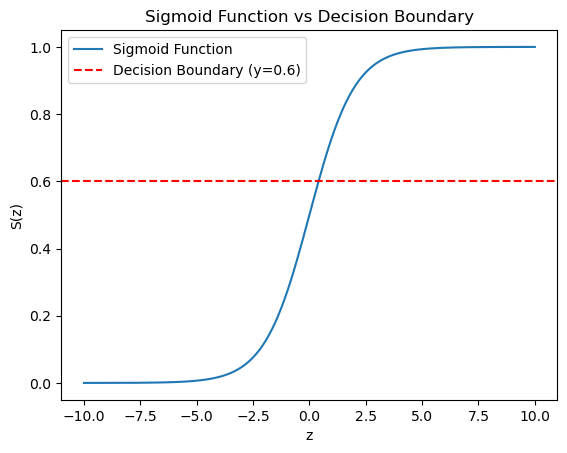 Sigmoid Function vs Decision Boundary
Sigmoid Function
Decision Boundary (y=0.6)
1.0
0.8
0.6
0.4
0.2
0.0
S(z)
−10.0 −7.5 −5.0 −2.5 0.0 2.5 5.0 7.5 10.0
z